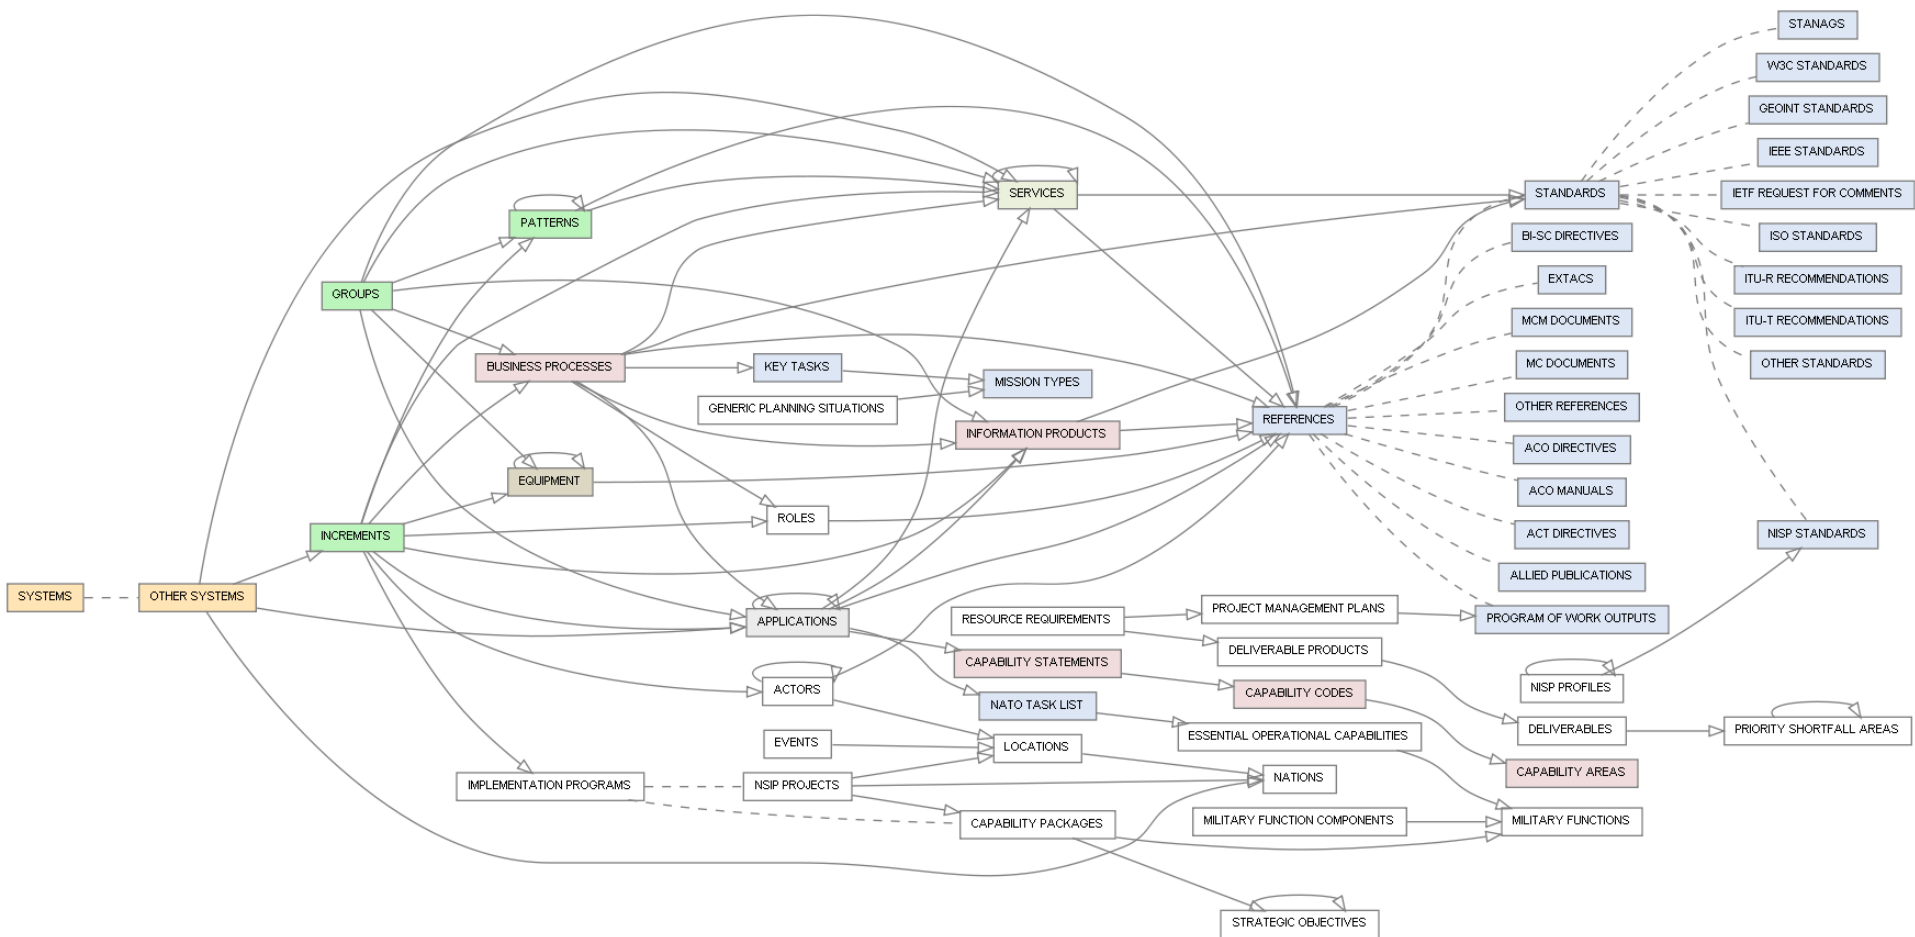 STANAGS
W3C STANDARDS
GEOINT STANDARDS
IEEE STANDARDS
SERVICES
STANDARDS
IETF REQUEST FOR COMMENTS
PATTERNS
BI-SC DIRECTIVES
ISO STANDARDS
EXTACS
ITU-R RECOMMENDATIONS
GROUPS
MCM DOCUMENTS
ITU-T RECOMMENDATIONS
BUSINESS PROCESSES
KEY TASKS
MISSION TYPES
MC DOCUMENTS
OTHER STANDARDS
GENERIC PLANNING SITUATIONS
OTHER REFERENCES
REFERENCES
INFORMATION PRODUCTS
ACO DIRECTIVES
EQUIPMENT
ACO MANUALS
ROLES
INCREMENTS
ACT DIRECTIVES
NISP STANDARDS
ALLIED PUBLICATIONS
SYSTEMS
OTHER SYSTEMS
PROJECT MANAGEMENT PLANS
APPLICATIONS
RESOURCE REQUIREMENTS
PROGRAM OF WORK OUTPUTS
DELIVERABLE PRODUCTS
CAPABILITY STATEMENTS
ACTORS
CAPABILITY CODES
NISP PROFILES
NATO TASK LIST
EVENTS
LOCATIONS
ESSENTIAL OPERATIONAL CAPABILITIES
DELIVERABLES
PRIORITY SHORTFALL AREAS
IMPLEMENTATION PROGRAMS
NSIP PROJECTS
NATIONS
CAPABILITY AREAS
CAPABILITY PACKAGES
MILITARY FUNCTION COMPONENTS
MILITARY FUNCTIONS
STRATEGIC OBJECTIVES